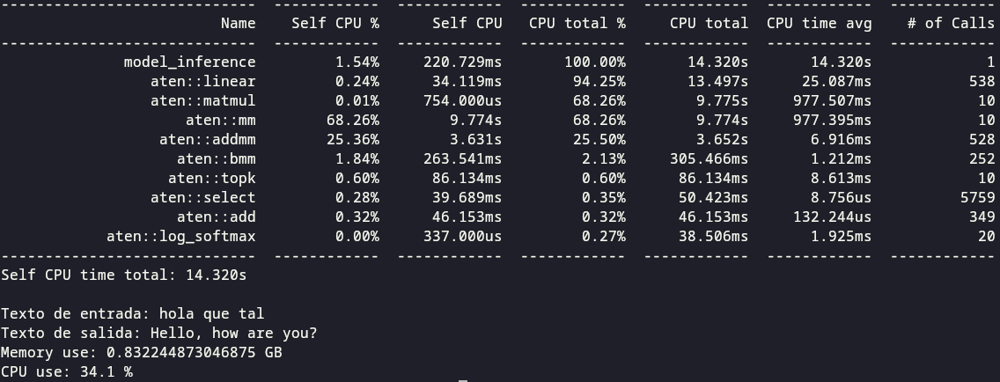 -----------------------------  ------------  ------------  ------------  ------------  ------------  ------------
                         Name    Self CPU %      Self CPU   CPU total %     CPU total  CPU time avg    # of Calls
-----------------------------  ------------  ------------  ------------  ------------  ------------  ------------
              model_inference         1.54%     220.729ms       100.00%       14.320s       14.320s             1
                 aten::linear         0.24%      34.119ms        94.25%       13.497s      25.087ms           538
                 aten::matmul         0.01%     754.000us        68.26%        9.775s     977.507ms            10
                     aten::mm        68.26%        9.774s        68.26%        9.774s     977.395ms            10
                  aten::addmm        25.36%        3.631s        25.50%        3.652s       6.916ms           528
                    aten::bmm         1.84%     263.541ms         2.13%     305.466ms       1.212ms           252
                   aten::topk         0.60%      86.134ms         0.60%      86.134ms       8.613ms            10
                 aten::select         0.28%      39.689ms         0.35%      50.423ms       8.756us          5759
                    aten::add         0.32%      46.153ms         0.32%      46.153ms     132.244us           349
            aten::log_softmax         0.00%     337.000us         0.27%      38.506ms       1.925ms            20
-----------------------------  ------------  ------------  ------------  ------------  ------------  ------------
Self CPU time total: 14.320s

Texto de entrada: hola que tal
Texto de salida: Hello, how are you?
Memory use: 0.832244873046875 GB
CPU use: 34.1 %